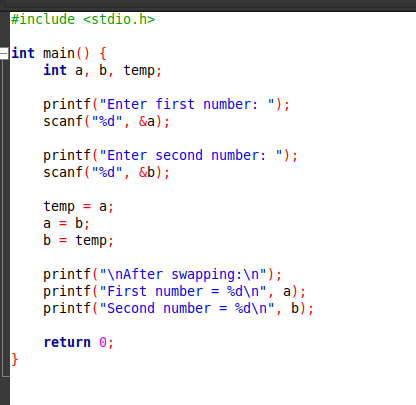 #include <stdio.h>
int main() {
int a, b, temp;
printf("Enter first number: ");
scanf("%d", &a);
printf("Enter second number: ");
scanf("%d", &b);
temp = a;
a = b;
b = temp;
printf("\nAfter swapping:\n");
printf("First number = %d\n", a);
printf("Second number = %d\n", b);
return 0;
}